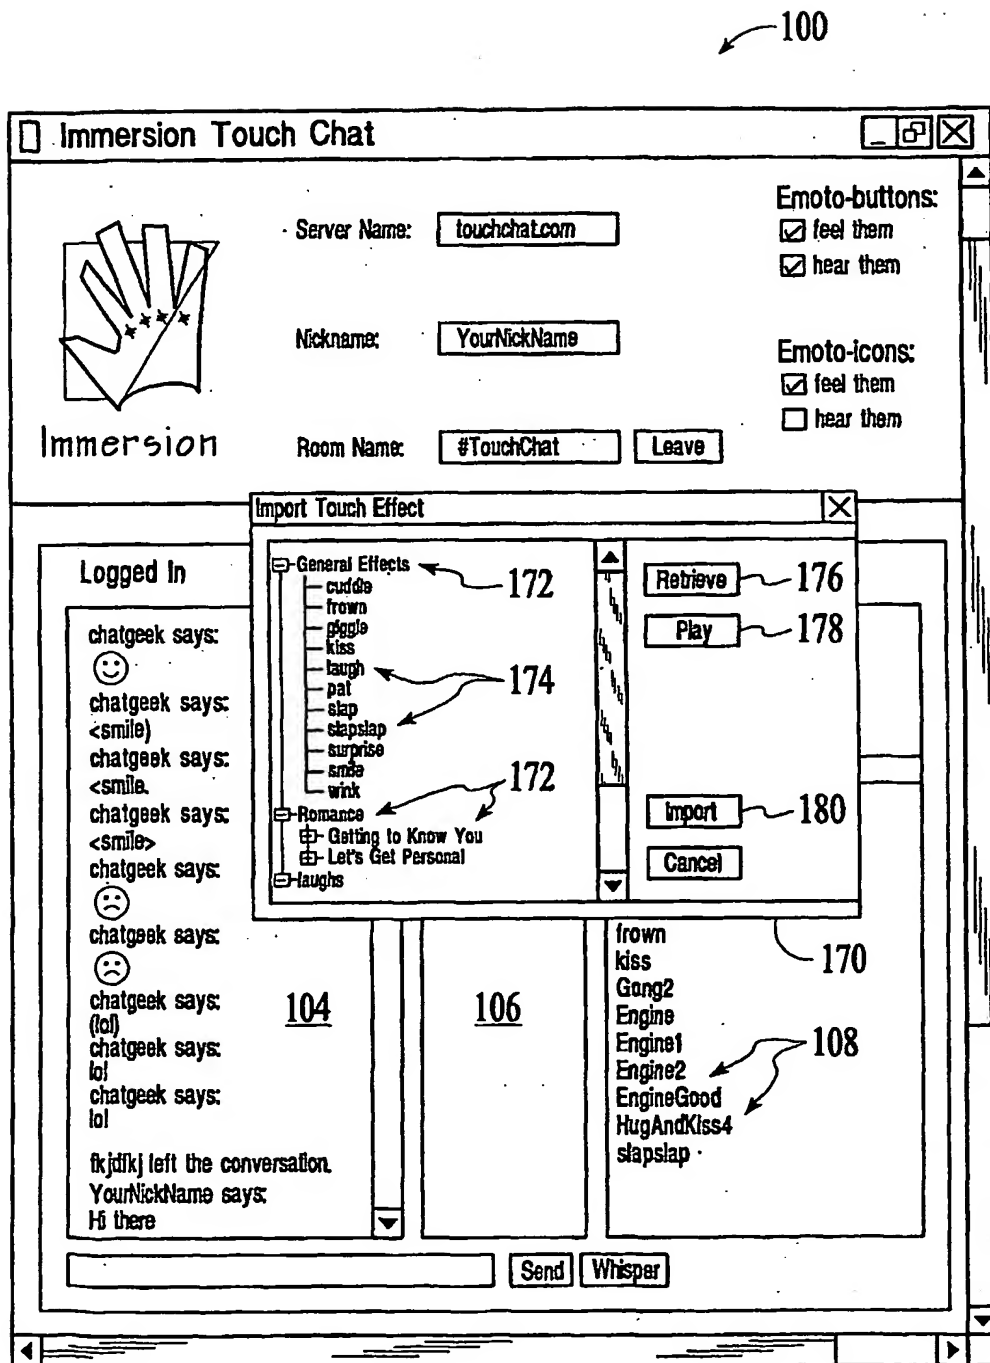 100
Immersion Touch Chat
Immersion
Server Name: touchchat.com
Nickname: YourNickName
Room Name: #TouchChat Leave
Emoto-buttons:
feel them
hear them
Emoto-icons:
feel them
hear them
Import Touch Effect
General Effects 172
cuddle
frown
giggle
kiss
laugh
pat
slap
slapslap
surprise
smile
wink
174
Romance 172
Getting to Know You
Let's Get Personal
laughs
Retrieve 176
Play 178
Import 180
Cancel
170
Logged In
chatgeek says:
chatgeek says:
<smile)
chatgeek says:
<smile.
chatgeek says:
<smile>
chatgeek says:
chatgeek says:
chatgeek says:
(lol)
chatgeek says:
lol
chatgeek says:
lol
fkjdfkj left the conversation.
YourNickName says:
Hi there
104
106
frown
kiss
Gong2
Engine
Engine1
Engine2
EngineGood
HugAndKiss4
slapslap
108
Send Whisper